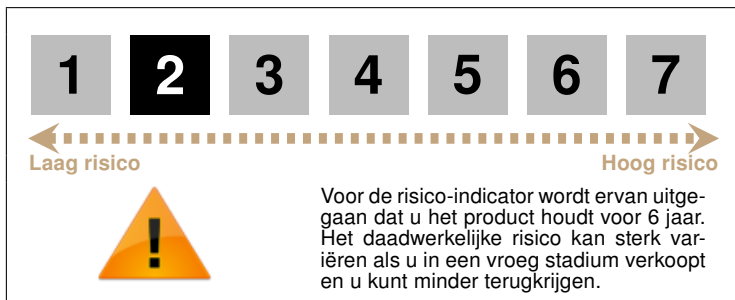 1 2 3 4 5 6 7
Laag risico Hoog risico
!
Voor de risico-indicator wordt ervan uitge-
gaan dat u het product houdt voor 6 jaar.
Het daadwerkelijke risico kan sterk var-
iëren als u in een vroeg stadium verkoopt
en u kunt minder terugkrijgen.